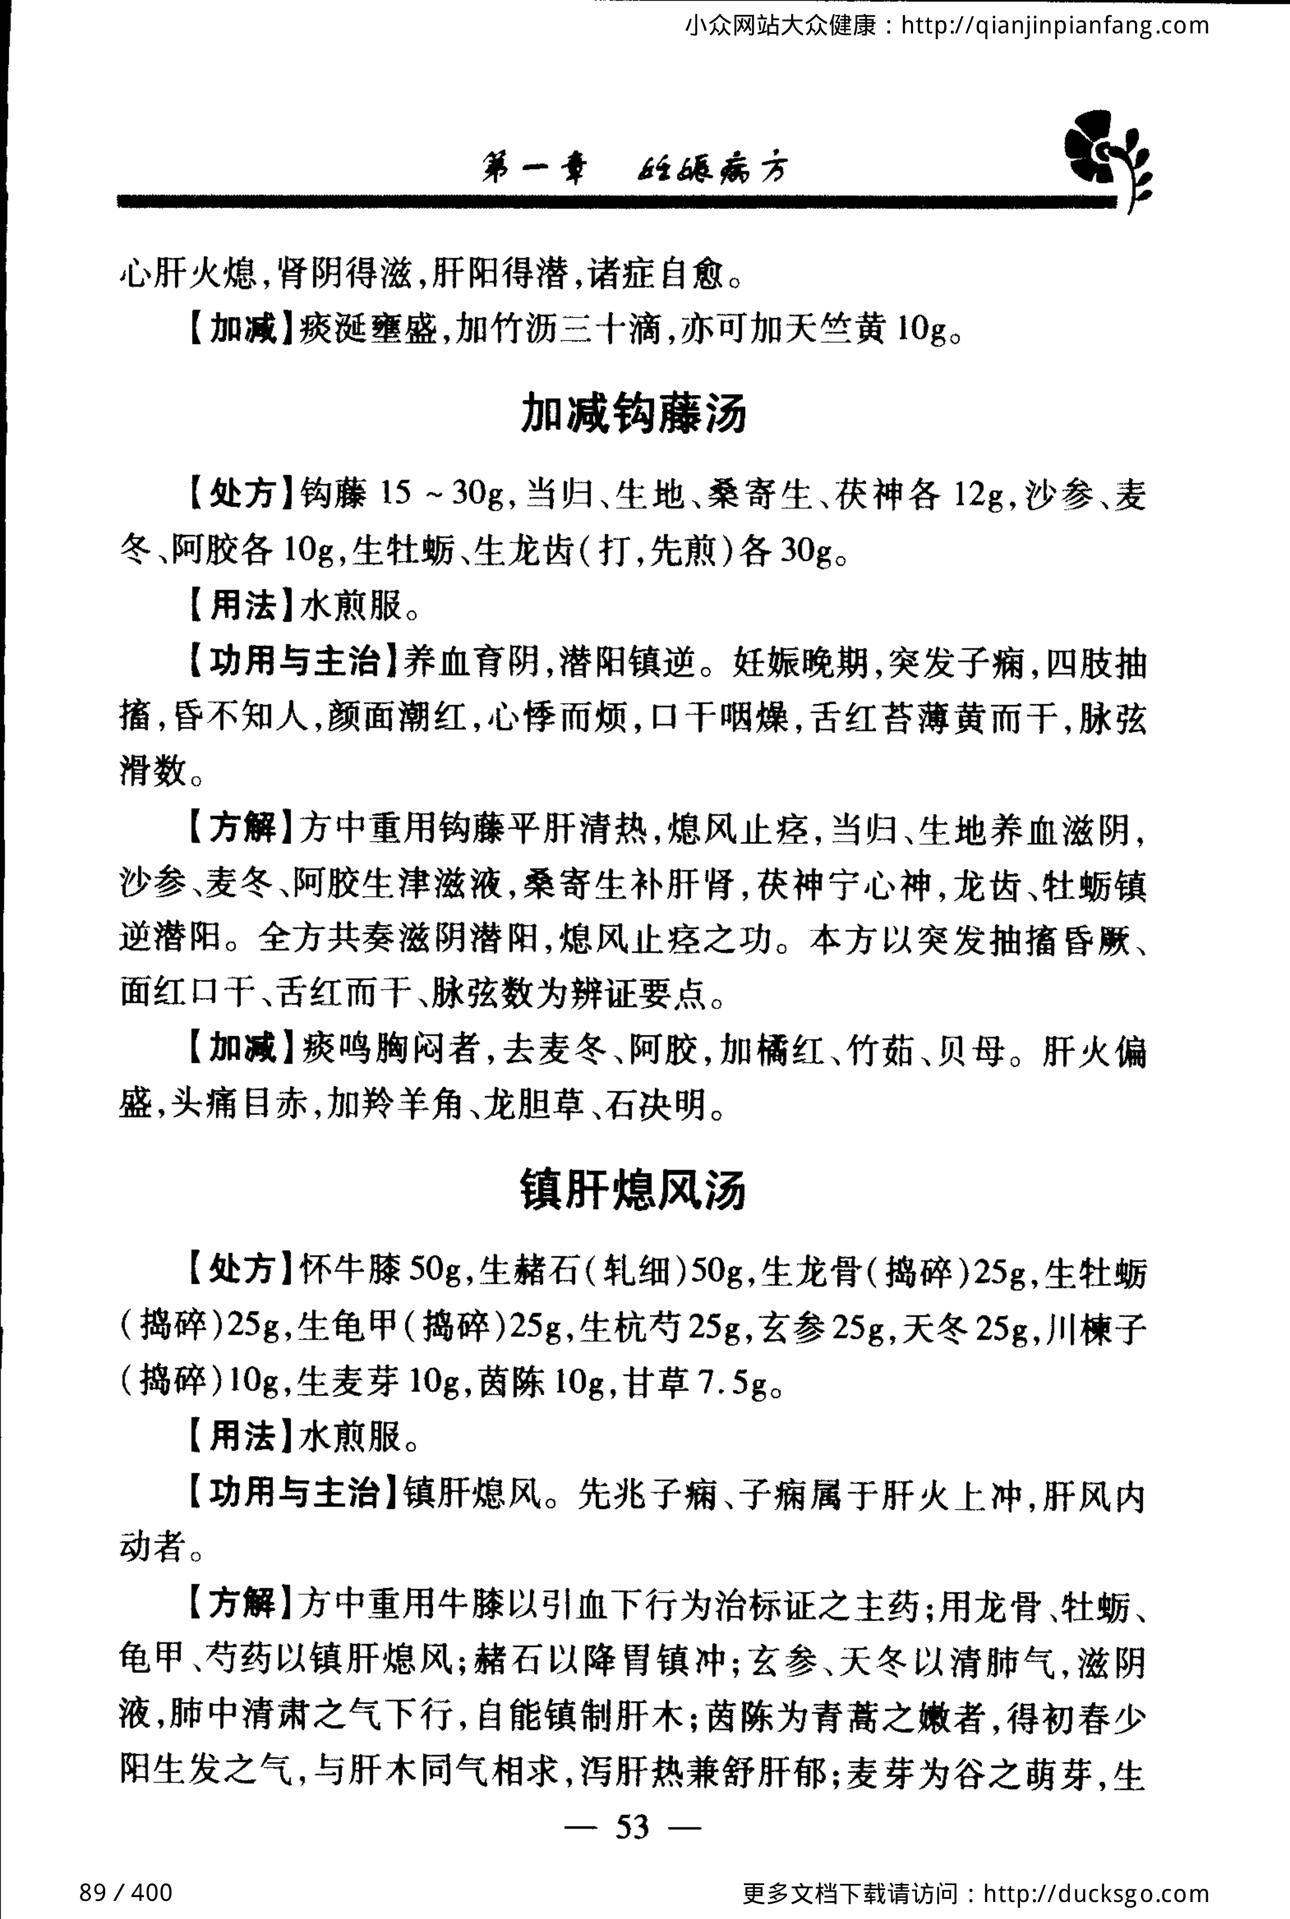 小众网站大众健康：http://qianjinpianfang.com
第一章 妊娠病方
心肝火熄,肾阴得滋,肝阳得潜,诸症自愈。
【加减】痰涎壅盛,加竹沥三十滴,亦可加天竺黄10g。
加减钩藤汤
【处方】钩藤 15 ~ 30g,当归、生地、桑寄生、茯神各 12g,沙参、麦
冬、阿胶各 10g,生牡蛎、生龙齿(打,先煎)各30g。
【用法】水煎服。
【功用与主治】养血育阴,潜阳镇逆。妊娠晚期,突发子痫,四肢抽
搐,昏不知人,颜面潮红,心悸而烦,口干咽燥,舌红苔薄黄而干,脉弦
滑数。
【方解】方中重用钩藤平肝清热,熄风止痉,当归、生地养血滋阴,
沙参、麦冬、阿胶生津滋液,桑寄生补肝肾,茯神宁心神,龙齿、牡蛎镇
逆潜阳。全方共奏滋阴潜阳,熄风止痉之功。本方以突发抽搐昏厥、
面红口干、舌红而干、脉弦数为辨证要点。
【加减】痰鸣胸闷者,去麦冬、阿胶,加橘红、竹茹、贝母。肝火偏
盛,头痛目赤,加羚羊角、龙胆草、石决明。
镇肝熄风汤
【处方】怀牛膝50g,生赭石(轧细)50g,生龙骨(捣碎)25g,生牡蛎
(捣碎)25g,生龟甲(捣碎)25g,生杭芍25g,玄参25g,天冬25g,川楝子
(捣碎)10g,生麦芽10g,茵陈10g,甘草7.5g。
【用法】水煎服。
【功用与主治】镇肝熄风。先兆子痫、子痫属于肝火上冲,肝风内
动者。
【方解】方中重用牛膝以引血下行为治标证之主药;用龙骨、牡蛎、
龟甲、芍药以镇肝熄风;赭石以降胃镇冲;玄参、天冬以清肺气,滋阴
液,肺中清肃之气下行,自能镇制肝木;茵陈为青蒿之嫩者,得初春少
阳生发之气,与肝木同气相求,泻肝热兼舒肝郁;麦芽为谷之萌芽,生
— 53 —
89 / 400
更多文档下载请访问：http://ducksgo.com